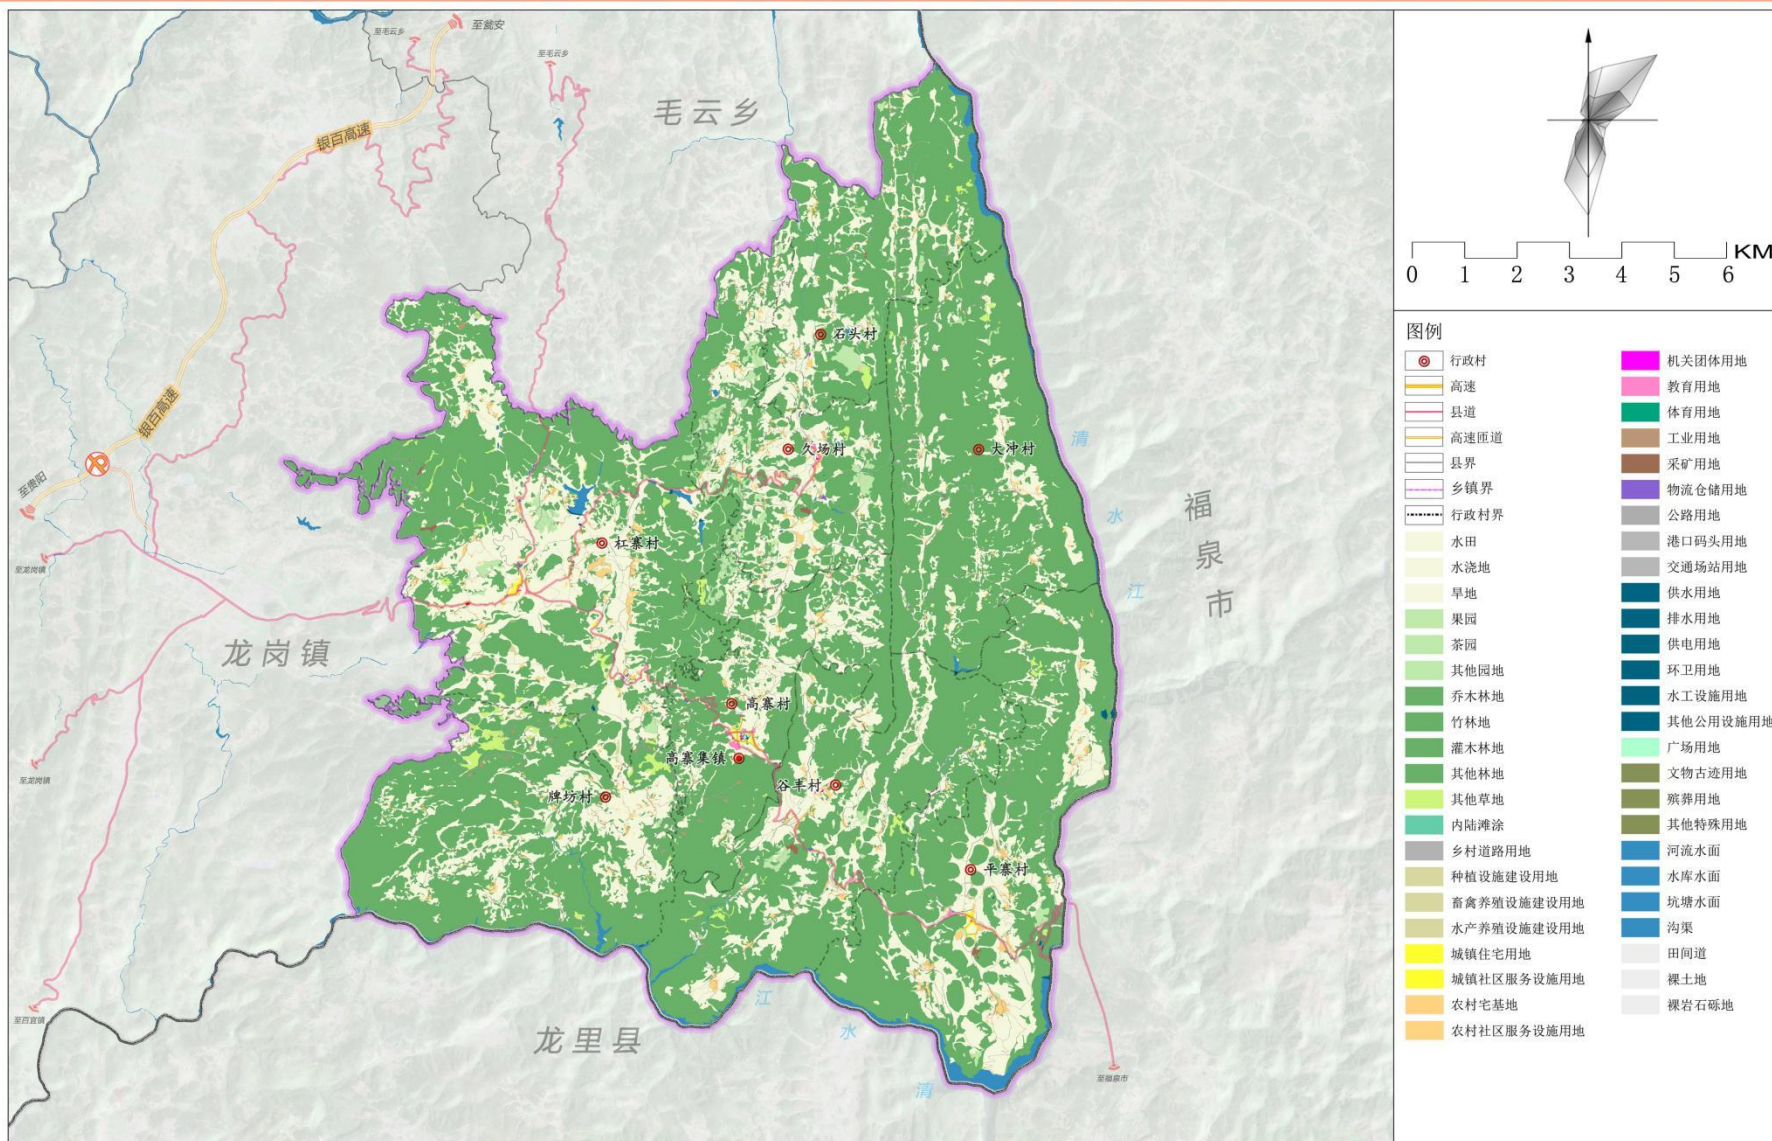 至瓮安
至毛云乡
至毛云乡
毛云乡
银百高速
银百高速
至贵阳
石头村
久场村
大冲村
清
水
江
福
泉
市
杠寨村
至龙岗镇
龙岗镇
高寨村
高寨集镇
谷丰村
牌坊村
至龙岗镇
平寨村
至百宜镇
龙里县
江
水
清
至福泉市
0 1 2 3 4 5 6 KM
图例
行政村
高速
县道
高速匝道
县界
乡镇界
行政村界
水田
水浇地
旱地
果园
茶园
其他园地
乔木林地
竹林地
灌木林地
其他林地
其他草地
内陆滩涂
乡村道路用地
种植设施建设用地
畜禽养殖设施建设用地
水产养殖设施建设用地
城镇住宅用地
城镇社区服务设施用地
农村宅基地
农村社区服务设施用地
机关团体用地
教育用地
体育用地
工业用地
采矿用地
物流仓储用地
公路用地
港口码头用地
交通场站用地
供水用地
排水用地
供电用地
环卫用地
水工设施用地
其他公用设施用地
广场用地
文物古迹用地
殡葬用地
其他特殊用地
河流水面
水库水面
坑塘水面
沟渠
田间道
裸土地
裸岩石砾地